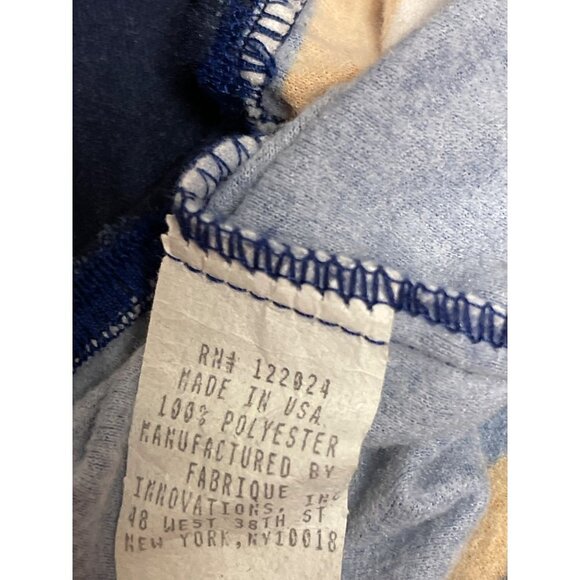 RN# 122024
MADE IN USA
100% POLYESTER
MANUFACTURED BY
FABRIQUE
INNOVATIONS, INC
48 WEST 38TH ST
NEW YORK,NY10018